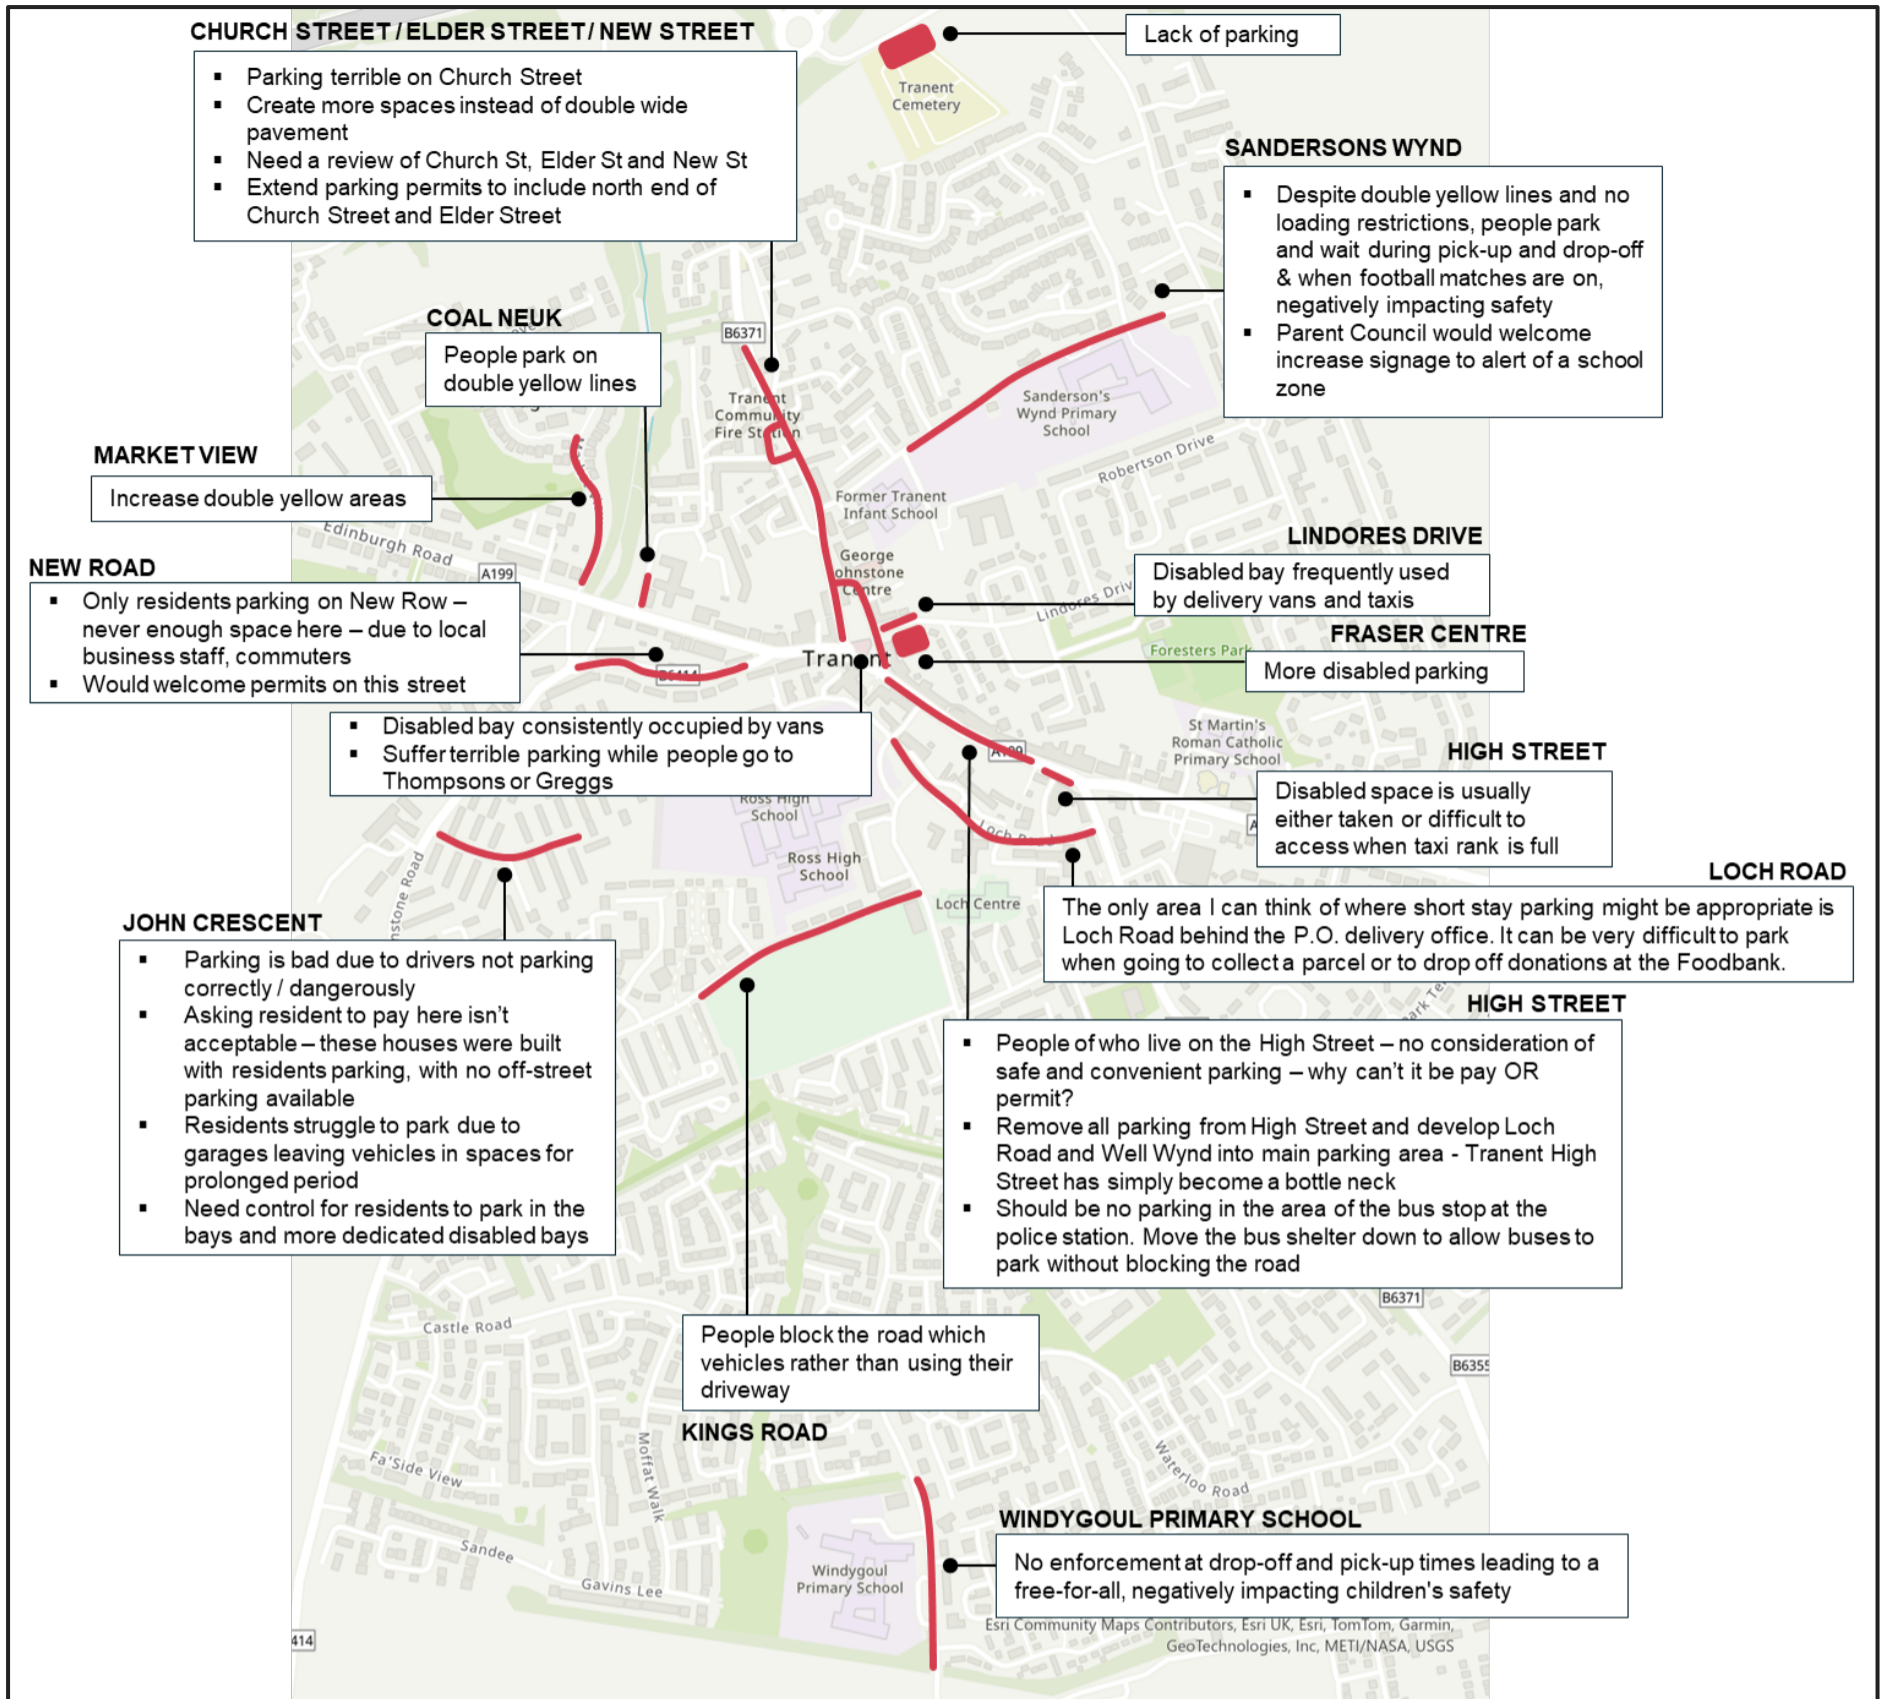 CHURCH STREET / ELDER STREET / NEW STREET
▪ Parking terrible on Church Street
▪ Create more spaces instead of double wide
pavement
▪ Need a review of Church St, Elder St and New St
▪ Extend parking permits to include north end of
Church Street and Elder Street
Lack of parking
Tranent
Cemetery
SANDERSONS WYND
▪ Despite double yellow lines and no
loading restrictions, people park
and wait during pick-up and drop-off
& when football matches are on,
negatively impacting safety
▪ Parent Council would welcome
increase signage to alert of a school
zone
COAL NEUK
People park on
double yellow lines
B6371
Tranent
Community
Fire Station
Sanderson's
Wynd Primary
School
Robertson Drive
MARKET VIEW
Increase double yellow areas
Former Tranent
Infant School
Edinburgh Road
A199
NEW ROAD
▪ Only residents parking on New Row –
never enough space here – due to local
business staff, commuters
▪ Would welcome permits on this street
George
ohnstone
Centre
LINDORES DRIVE
Disabled bay frequently used
by delivery vans and taxis
Lindores Driv
FRASER CENTRE
More disabled parking
Foresters Park
Tranent
B6414
▪ Disabled bay consistently occupied by vans
▪ Suffer terrible parking while people go to
Thompsons or Greggs
St Martin's
Roman Catholic
Primary School
A199
HIGH STREET
Disabled space is usually
either taken or difficult to
access when taxi rank is full
A
Ross High
School
Ross High
School
Loch Road
Loch Centre
LOCH ROAD
The only area I can think of where short stay parking might be appropriate is
Loch Road behind the P.O. delivery office. It can be very difficult to park
when going to collect a parcel or to drop off donations at the Foodbank.
nstone Road
JOHN CRESCENT
▪ Parking is bad due to drivers not parking
correctly / dangerously
▪ Asking resident to pay here isn't
acceptable – these houses were built
with residents parking, with no off-street
parking available
▪ Residents struggle to park due to
garages leaving vehicles in spaces for
prolonged period
▪ Need control for residents to park in the
bays and more dedicated disabled bays
ark Ter
HIGH STREET
▪ People of who live on the High Street – no consideration of
safe and convenient parking – why can't it be pay OR
permit?
▪ Remove all parking from High Street and develop Loch
Road and Well Wynd into main parking area - Tranent High
Street has simply become a bottle neck
▪ Should be no parking in the area of the bus stop at the
police station. Move the bus shelter down to allow buses to
park without blocking the road
B6371
Castle Road
People block the road which
vehicles rather than using their
driveway
KINGS ROAD
B6355
Fa'Side View
Moffat Walk
Waterloo Road
Sandee
Gavins Lee
Windygoul
Primary School
WINDYGOUL PRIMARY SCHOOL
No enforcement at drop-off and pick-up times leading to a
free-for-all, negatively impacting children's safety
Esri Community Maps Contributors, Esri UK, Esri, TomTom, Garmin,
GeoTechnologies, Inc, METI/NASA, USGS
414